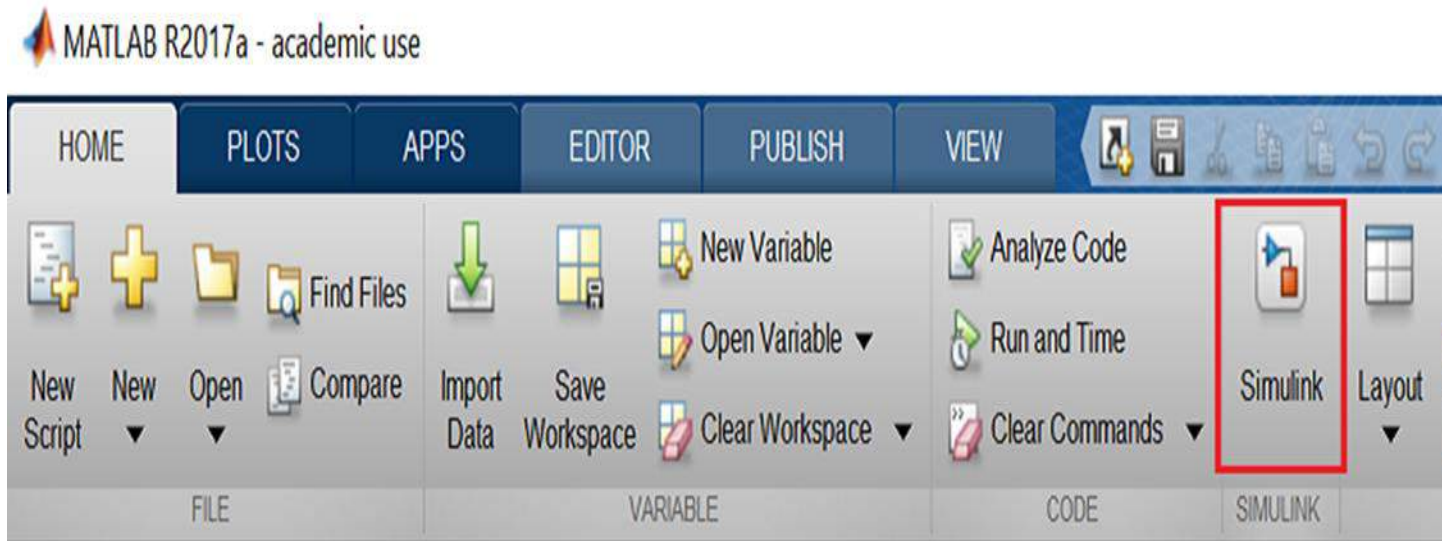 MATLAB R2017a - academic use
HOME PLOTS APPS EDITOR PUBLISH VIEW
New Script
New
Open
Find Files
Compare
Import Data
Save Workspace
New Variable
Open Variable
Clear Workspace
Analyze Code
Run and Time
Clear Commands
Simulink
Layout
FILE VARIABLE CODE SIMULINK